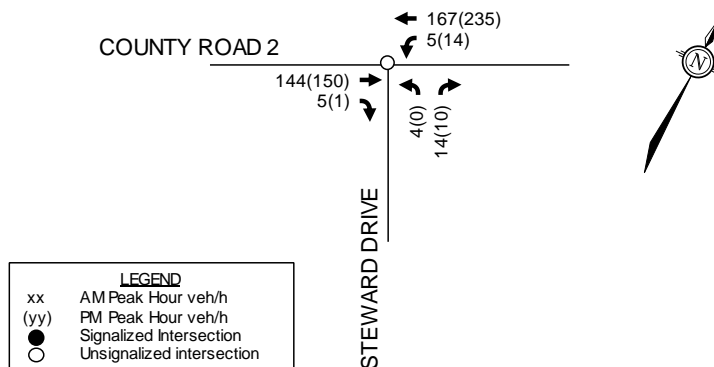 167(235)
5(14)
COUNTY ROAD 2
144(150)
5(1)
4(0)
14(10)
N
STEWARD DRIVE
LEGEND
xx AM Peak Hour veh/h
(yy) PM Peak Hour veh/h
Signalized Intersection
Unsignalized intersection